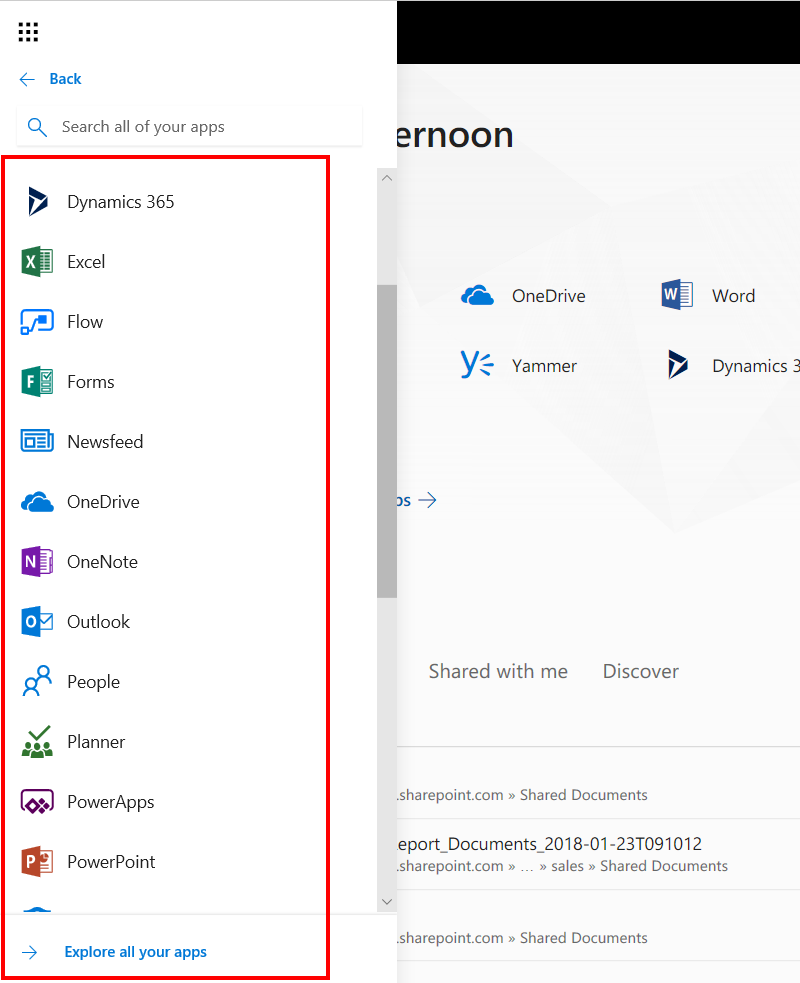 Back
Search all of your apps
Dynamics 365
Excel
Flow
Forms
Newsfeed
OneDrive
OneNote
Outlook
People
Planner
PowerApps
PowerPoint
Explore all your apps
ernoon
OneDrive
Word
Yammer
Dynamics 3
ps
Shared with me
Discover
.sharepoint.com » Shared Documents
eport_Documents_2018-01-23T091012
.sharepoint.com » ... » sales » Shared Documents
.sharepoint.com » Shared Documents